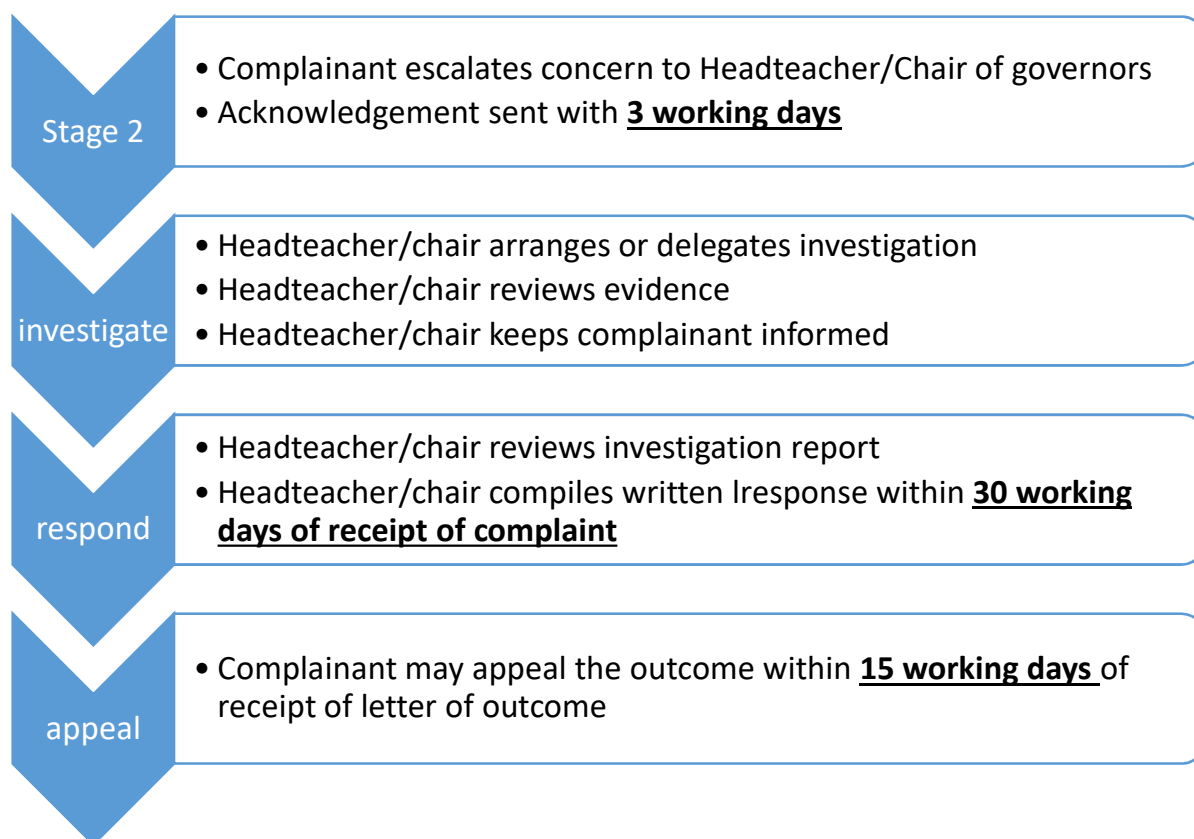 Stage 2
• Complainant escalates concern to Headteacher/Chair of governors
• Acknowledgement sent with 3 working days
investigate
• Headteacher/chair arranges or delegates investigation
• Headteacher/chair reviews evidence
• Headteacher/chair keeps complainant informed
respond
• Headteacher/chair reviews investigation report
• Headteacher/chair compiles written lresponse within 30 working
days of receipt of complaint
appeal
• Complainant may appeal the outcome within 15 working days of
receipt of letter of outcome